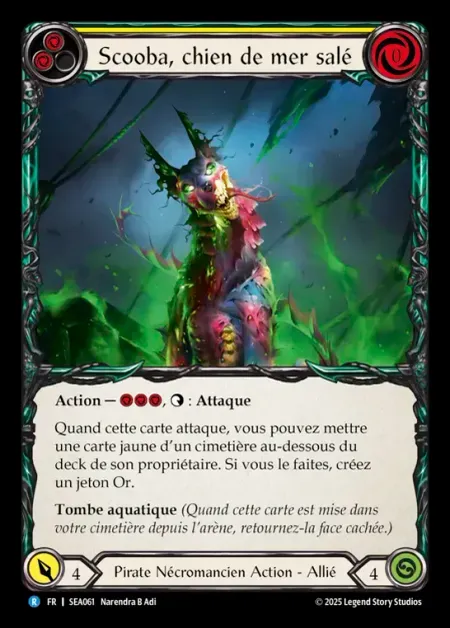 Scooba, chien de mer salé
0
Action — , : Attaque
Quand cette carte attaque, vous pouvez mettre
une carte jaune d'un cimetière au-dessous du
deck de son propriétaire. Si vous le faites, créez
un jeton Or.
Tombe aquatique (Quand cette carte est mise dans
votre cimetière depuis l'arène, retournez-la face cachée.)
4 Pirate Nécromancien Action - Allié 4
R FR | SEA061 Narendra B Adi © 2025 Legend Story Studios